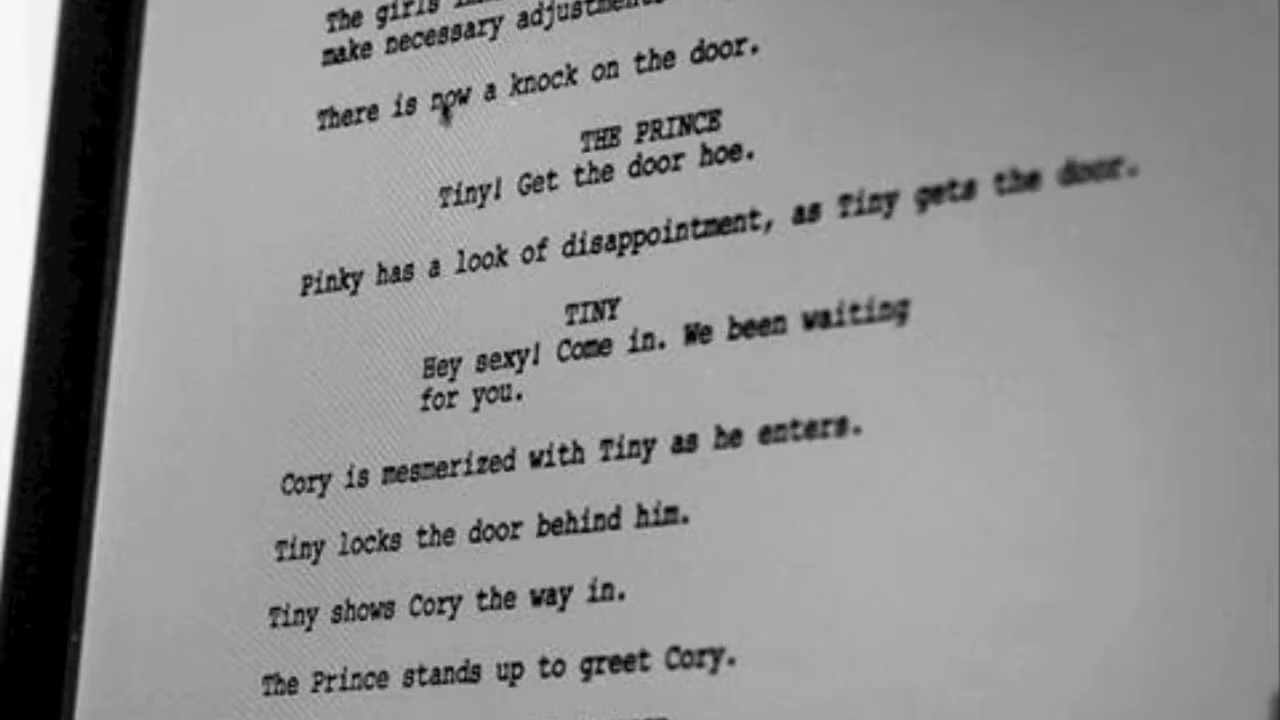 The girls
make necessary adjustments
There is now a knock on the door.
THE PRINCE
Tiny! Get the door hoe.
Pinky has a look of disappointment, as Tiny gets the door.
TINY
Hey sexy! Come in. We been waiting
for you.
Cory is mesmerized with Tiny as he enters.
Tiny locks the door behind him.
Tiny shows Cory the way in.
The Prince stands up to greet Cory.